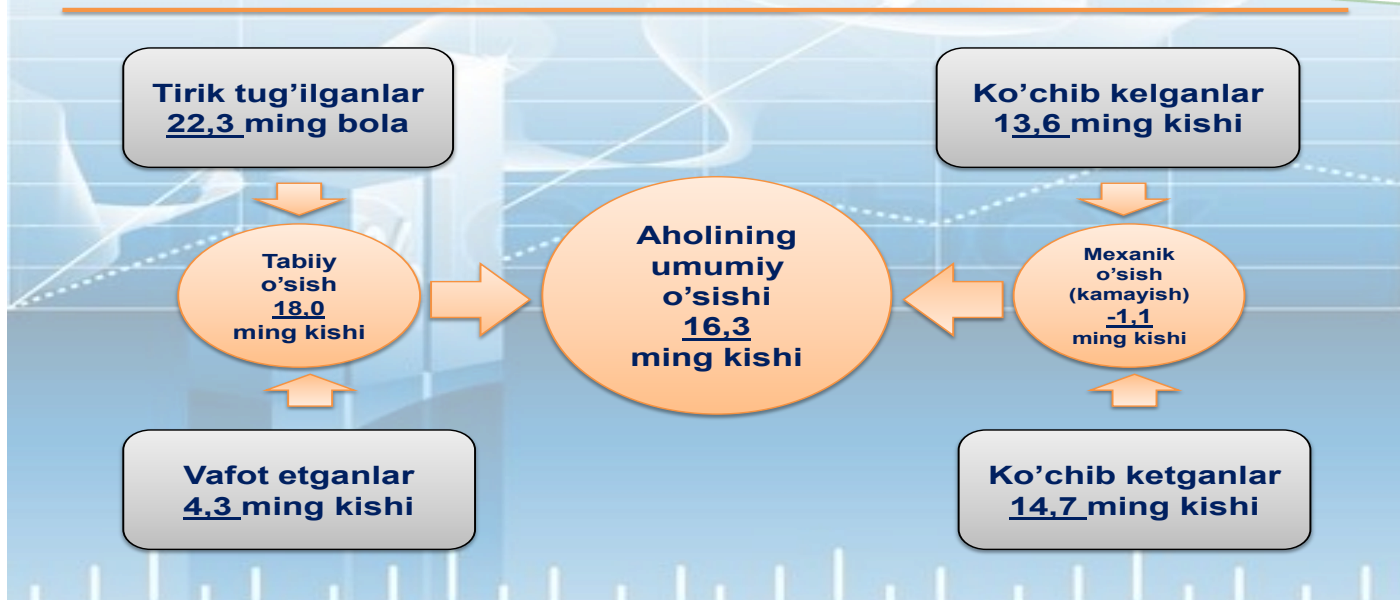 Tirik tug’ilganlar
22,3 ming bola
Ko’chib kelganlar
13,6 ming kishi
Tabiiy
o’sish
18,0
ming kishi
Aholining
umumiy
o’sishi
16,3
ming kishi
Mexanik
o’sish
(kamayish)
-1,1
ming kishi
Vafot etganlar
4,3 ming kishi
Ko’chib ketganlar
14,7 ming kishi